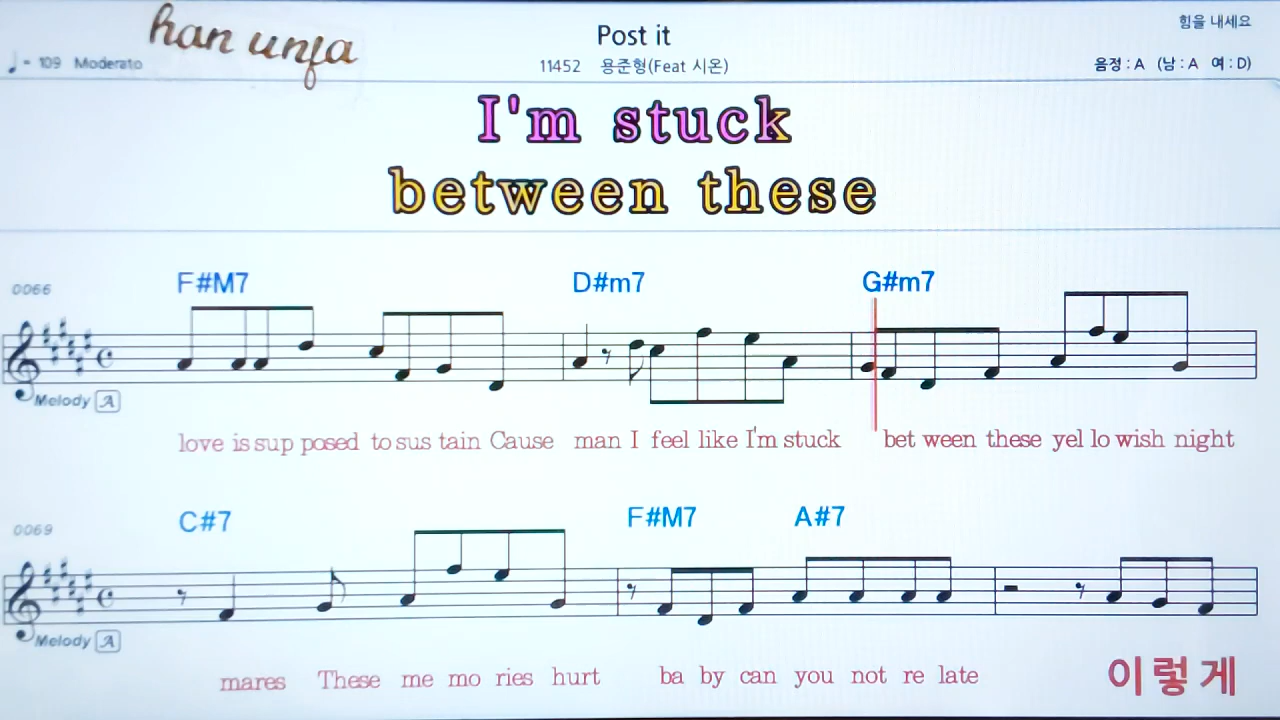 han unfa
Post it
힘을 내세요
♩= 109 Moderato
11452 용준형(Feat 시온)
음정 : A (남 : A 여 : D)
I'm stuck
between these
F#M7 D#m7 G#m7
0066
Melody A
love is sup posed to sus tain Cause man I feel like I'm stuck bet ween these yel lo wish night
C#7 F#M7 A#7
0069
Melody A
mares These me mo ries hurt ba by can you not re late 이 렇 게